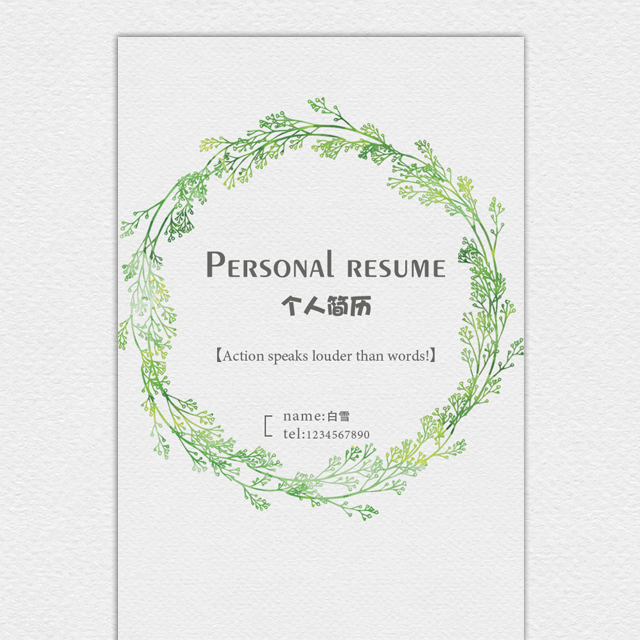 Personal resume
个人简历
【Action speaks louder than words!】
name:白雪
tel:1234567890